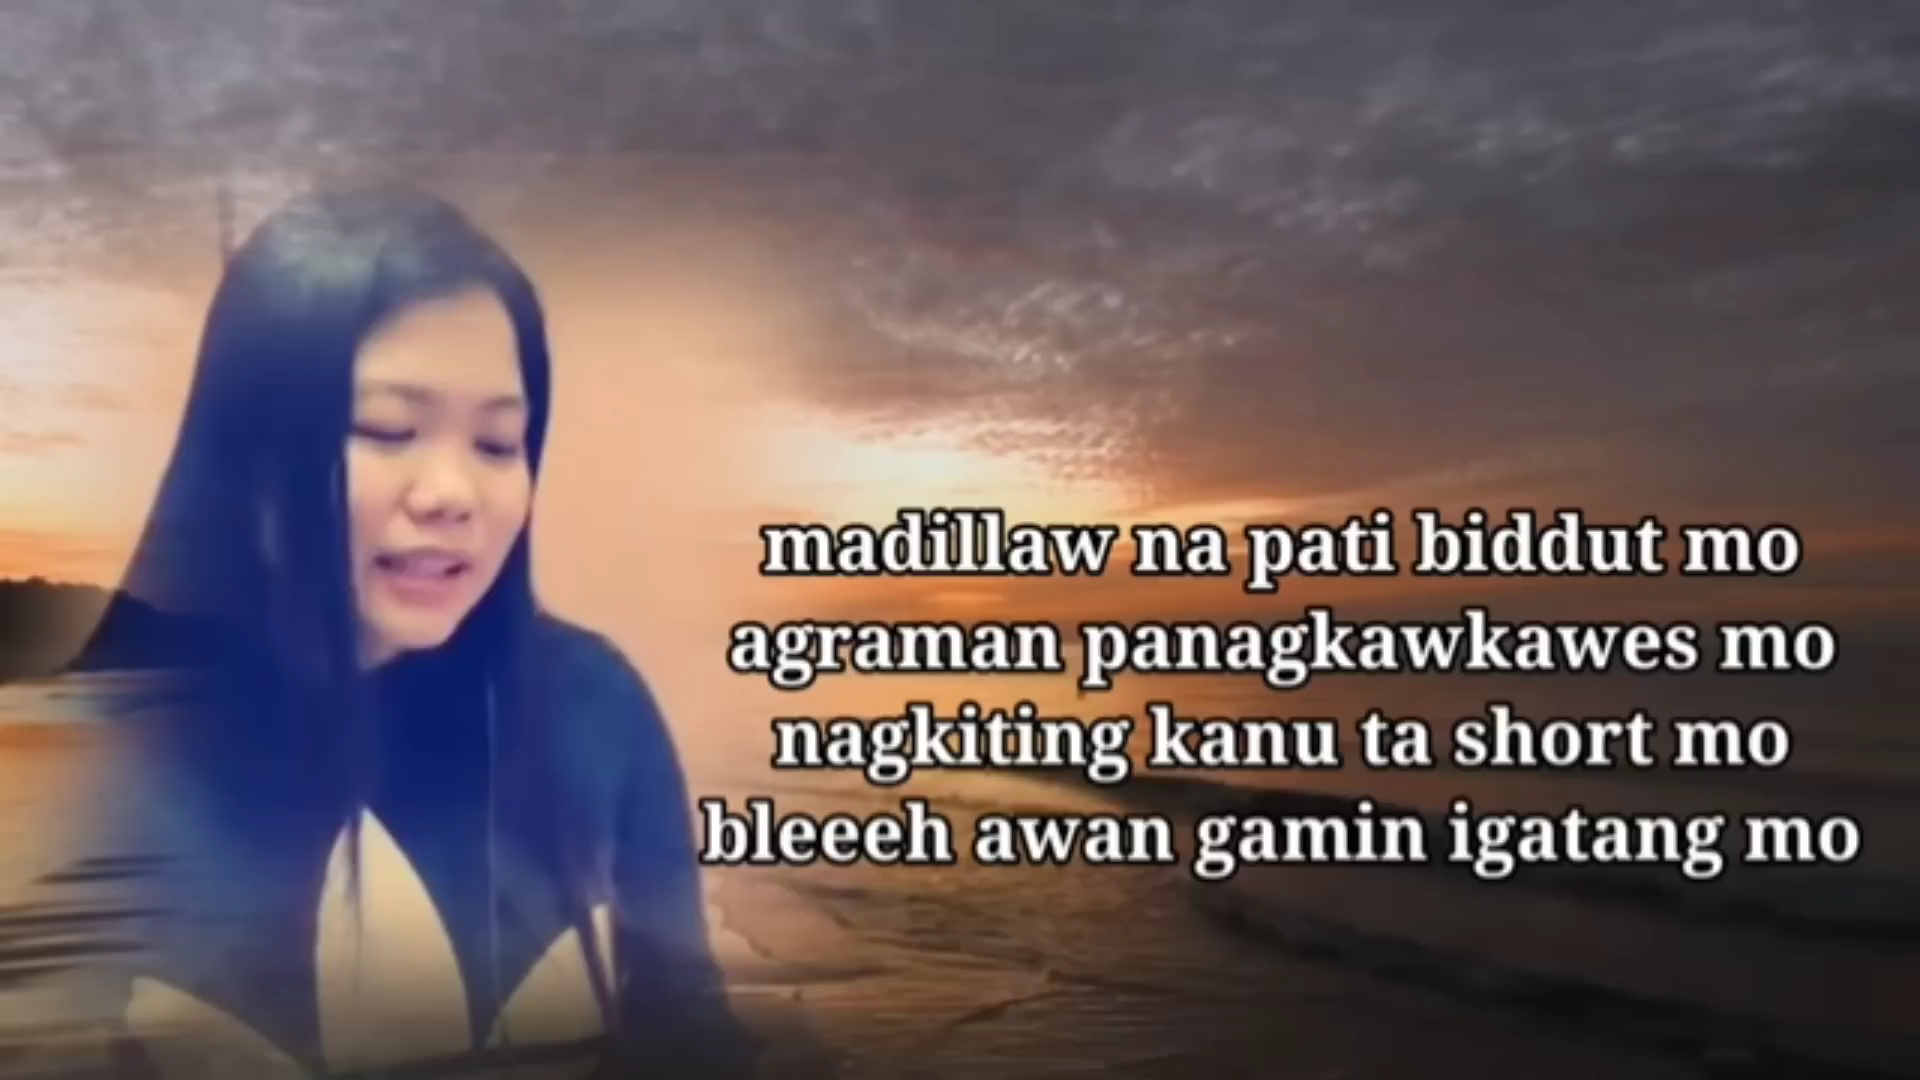 madillaw na pati biddut mo
agraman panagkawkawes mo
nagkiting kanu ta short mo
bleeeh awan gamin igatang mo